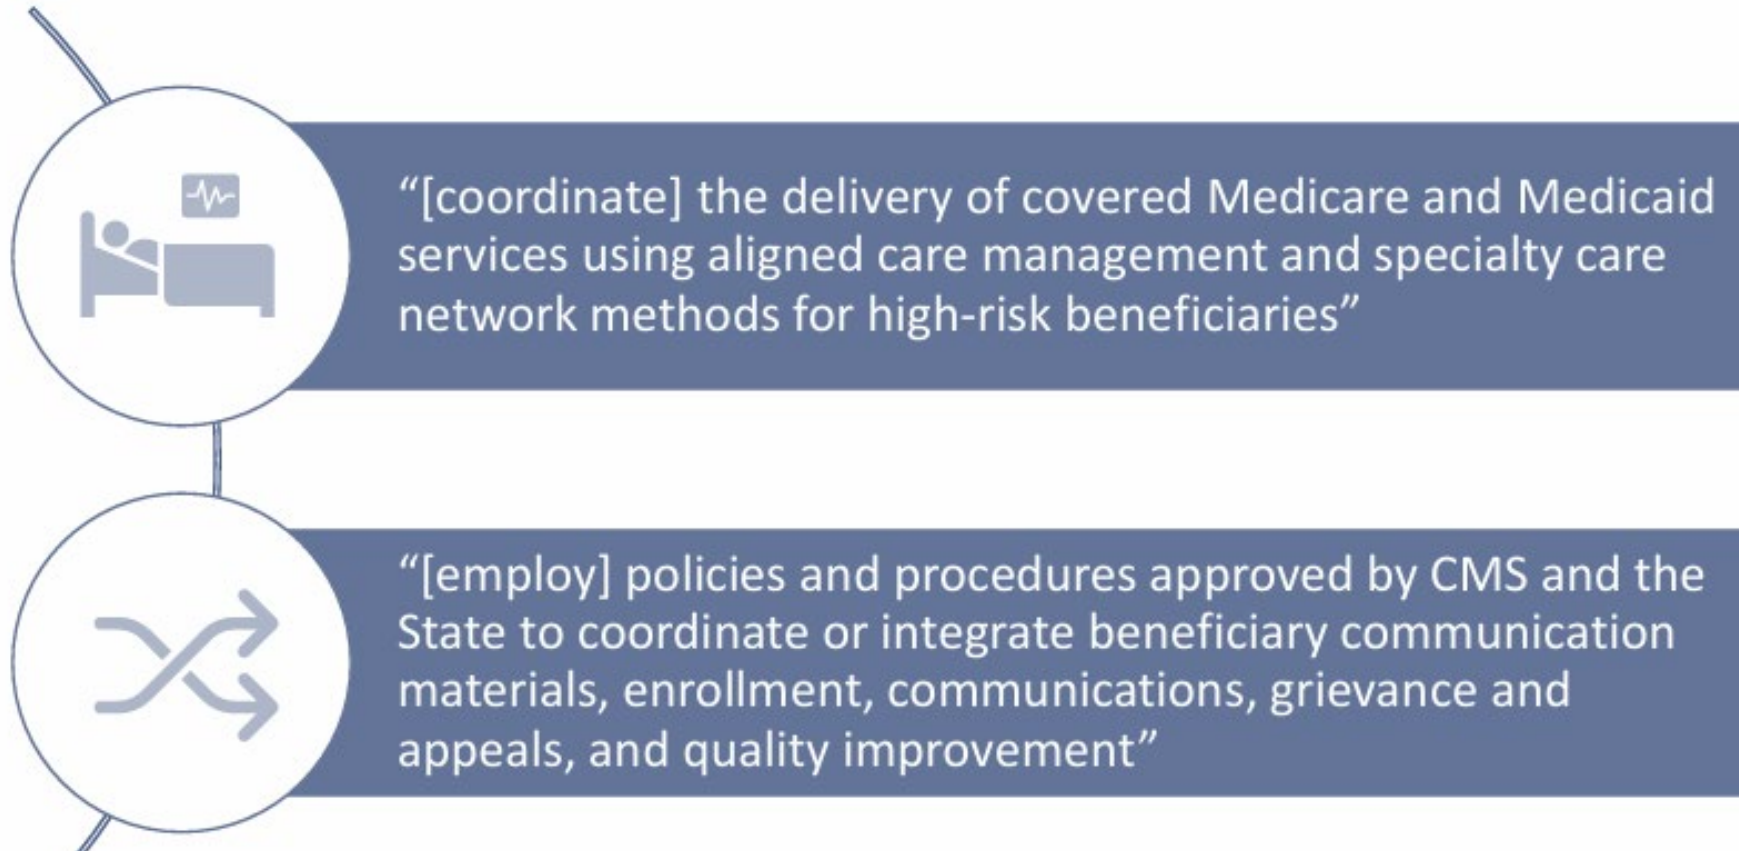 “[coordinate] the delivery of covered Medicare and Medicaid
services using aligned care management and specialty care
network methods for high-risk beneficiaries”
“[employ] policies and procedures approved by CMS and the
State to coordinate or integrate beneficiary communication
materials, enrollment, communications, grievance and
appeals, and quality improvement”